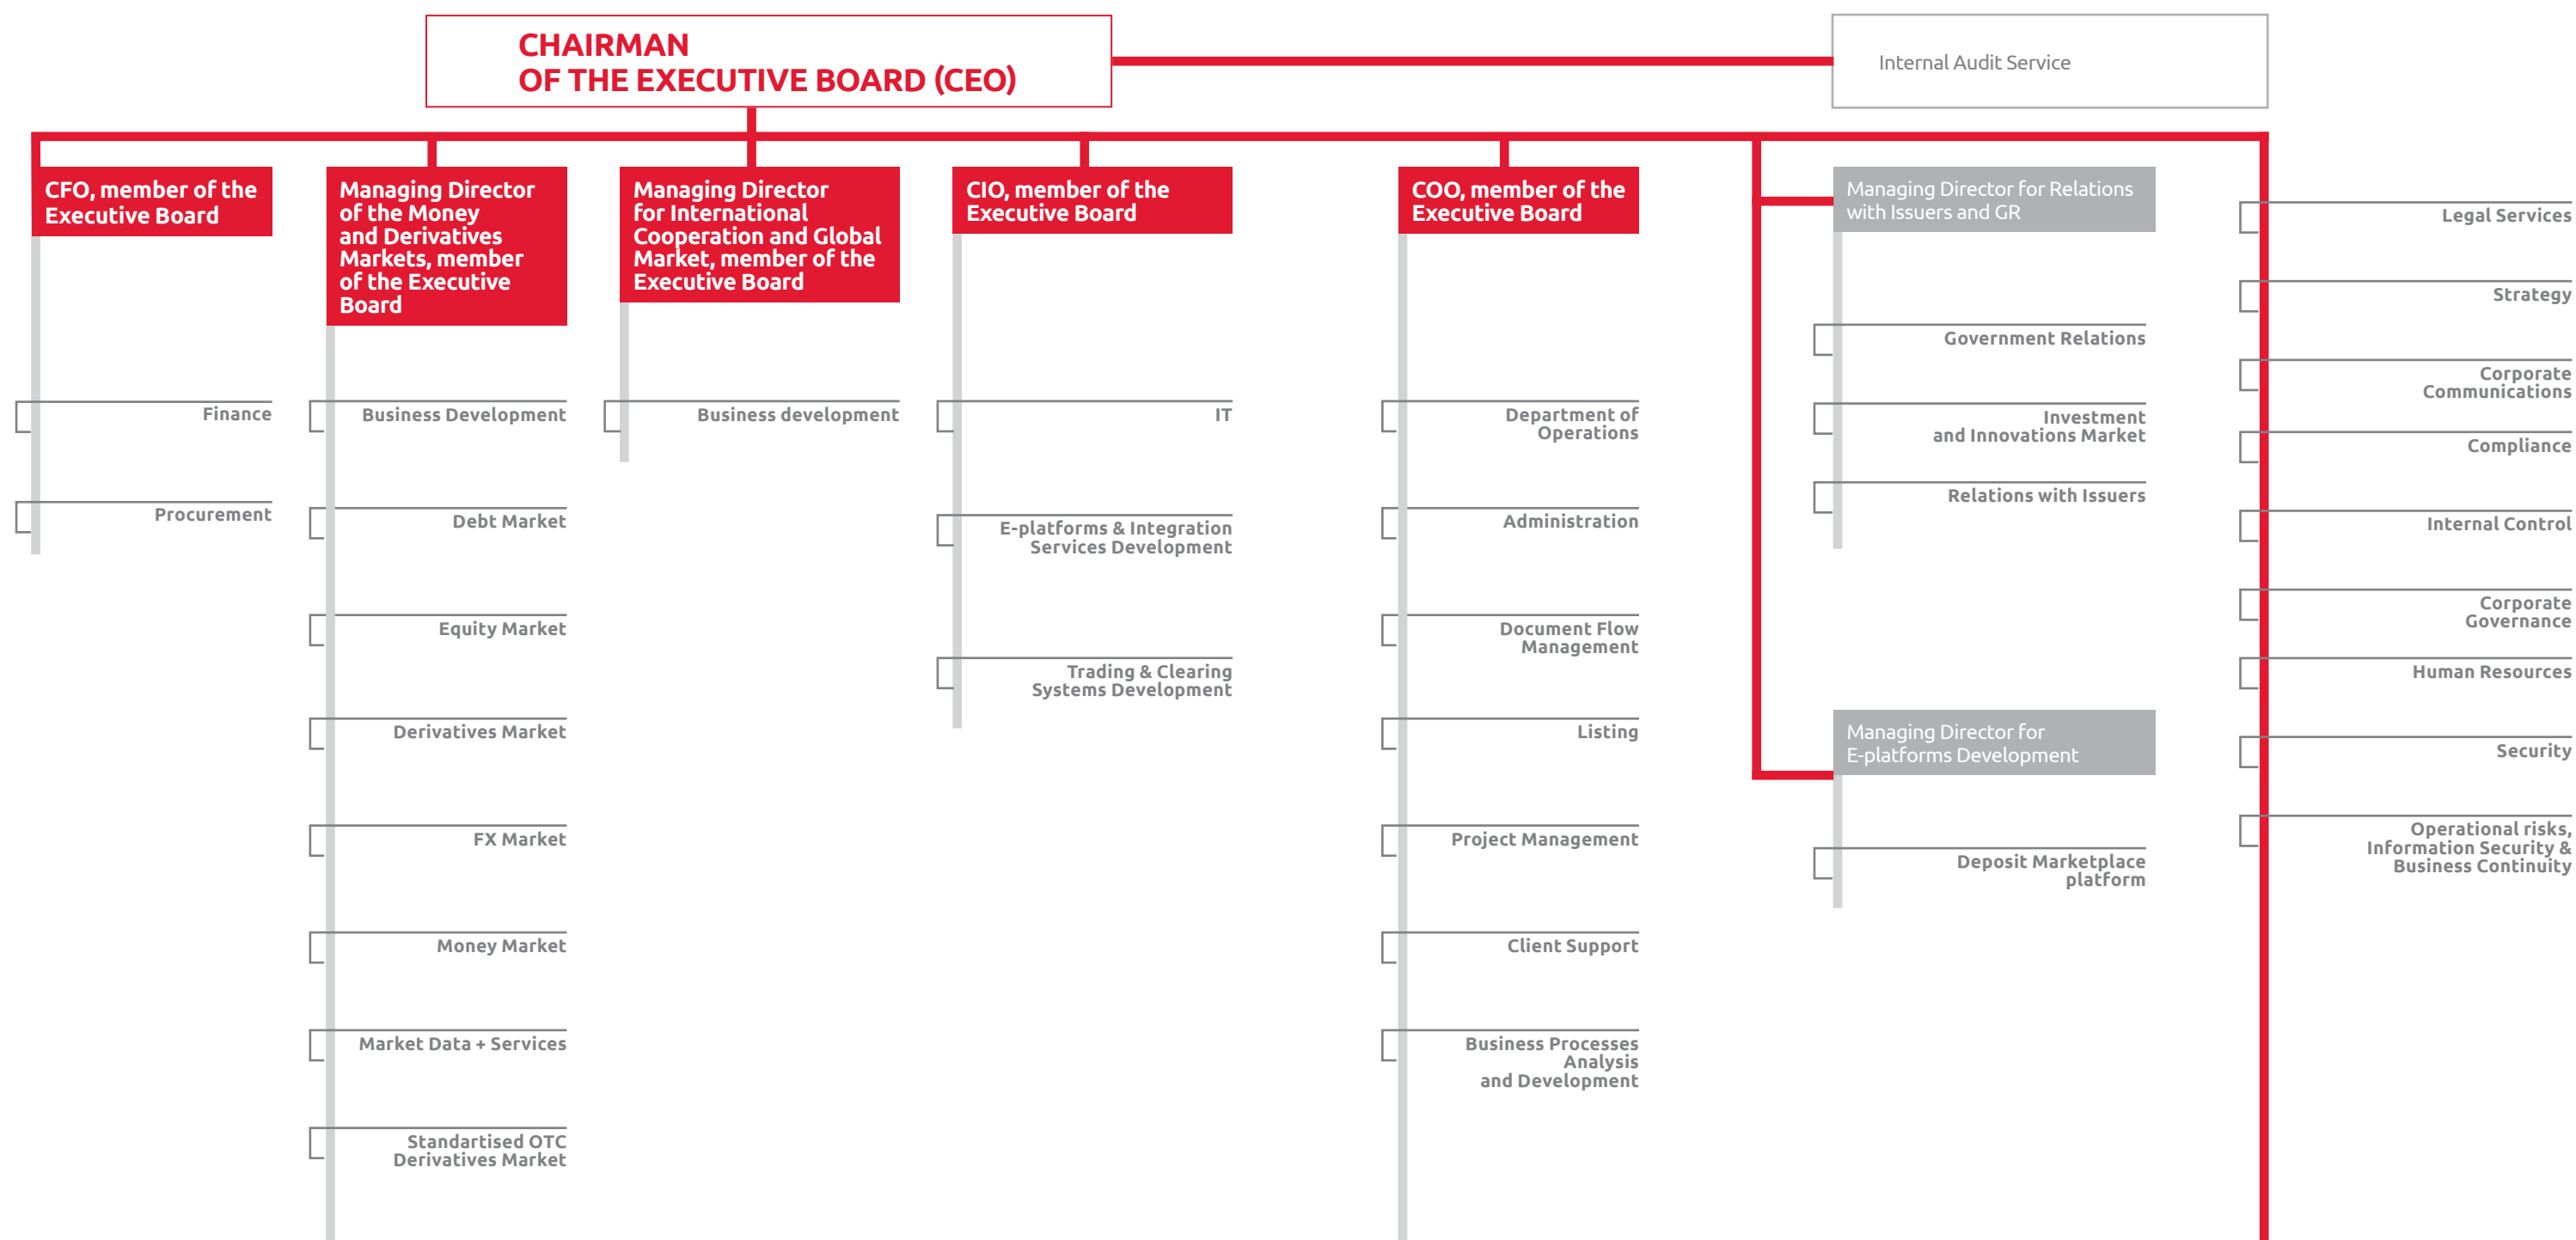 CHAIRMAN
OF THE EXECUTIVE BOARD (CEO)
Internal Audit Service
CFO, member of the
Executive Board
Finance
Procurement
Managing Director
of the Money
and Derivatives
Markets, member
of the Executive
Board
Business Development
Debt Market
Equity Market
Derivatives Market
FX Market
Money Market
Market Data + Services
Standartised OTC
Derivatives Market
Managing Director
for International
Cooperation and Global
Market, member of the
Executive Board
Business development
CIO, member of the
Executive Board
IT
E-platforms & Integration
Services Development
Trading & Clearing
Systems Development
COO, member of the
Executive Board
Department of
Operations
Administration
Document Flow
Management
Listing
Project Management
Client Support
Business Processes
Analysis
and Development
Managing Director for Relations
with Issuers and GR
Government Relations
Investment
and Innovations Market
Relations with Issuers
Managing Director for
E-platforms Development
Deposit Marketplace
platform
Legal Services
Strategy
Corporate
Communications
Compliance
Internal Control
Corporate
Governance
Human Resources
Security
Operational risks,
Information Security &
Business Continuity